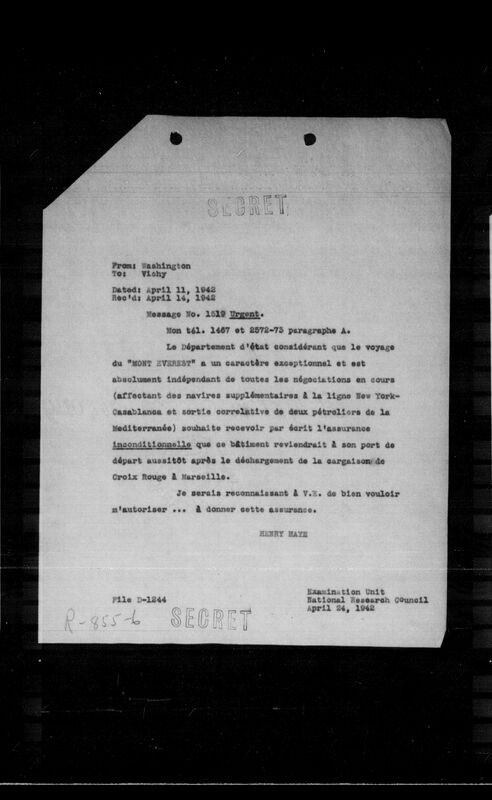 SECRET
From: Washington
To: Vichy
Dated: April 11, 1942
Rec'd: April 14, 1942
Message No. 1519 Urgent.
Mon tél. 1467 et 2572-73 paragraphe A.
Le Département d'état considérant que le voyage
du "MONT EVEREST" a un caractère exceptionnel et est
absolument indépendant de toutes les négociations en cours
(affectant des navires supplémentaires à la ligne New York-
Casablanca et sortie correlative de deux pétroliers de la
Mediterranée) souhaite recevoir par écrit l'assurance
inconditionnelle que ce bâtiment reviendrait à son port de
départ aussitôt après le déchargement de la cargaison de
Croix Rouge à Marseille.
Je serais reconnaissant à V.E. de bien vouloir
m'autoriser ... à donner cette assurance.
HENRY HAYE
Examination Unit
File D-1244 National Research Council
April 24, 1942
R-855-6 SECRET